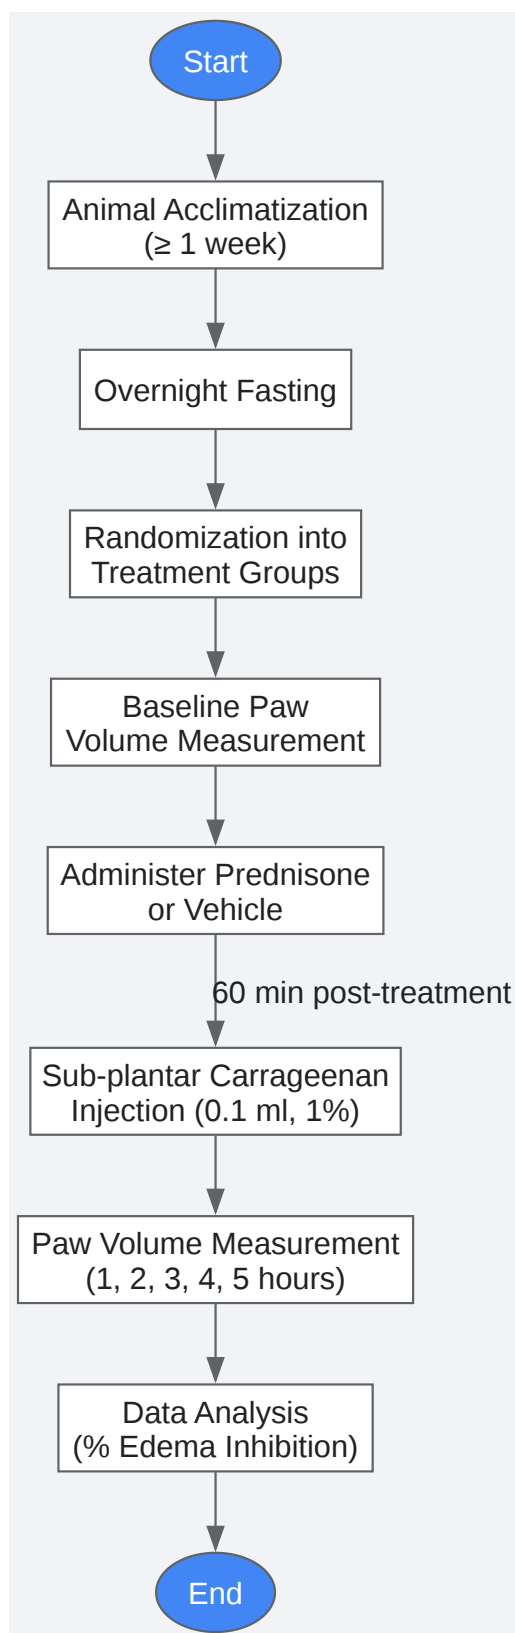 Start
Animal Acclimatization
(≥ 1 week)
Overnight Fasting
Randomization into
Treatment Groups
Baseline Paw
Volume Measurement
Administer Prednisone
or Vehicle
60 min post-treatment
Sub-plantar Carrageenan
Injection (0.1 ml, 1%)
Paw Volume Measurement
(1, 2, 3, 4, 5 hours)
Data Analysis
(% Edema Inhibition)
End